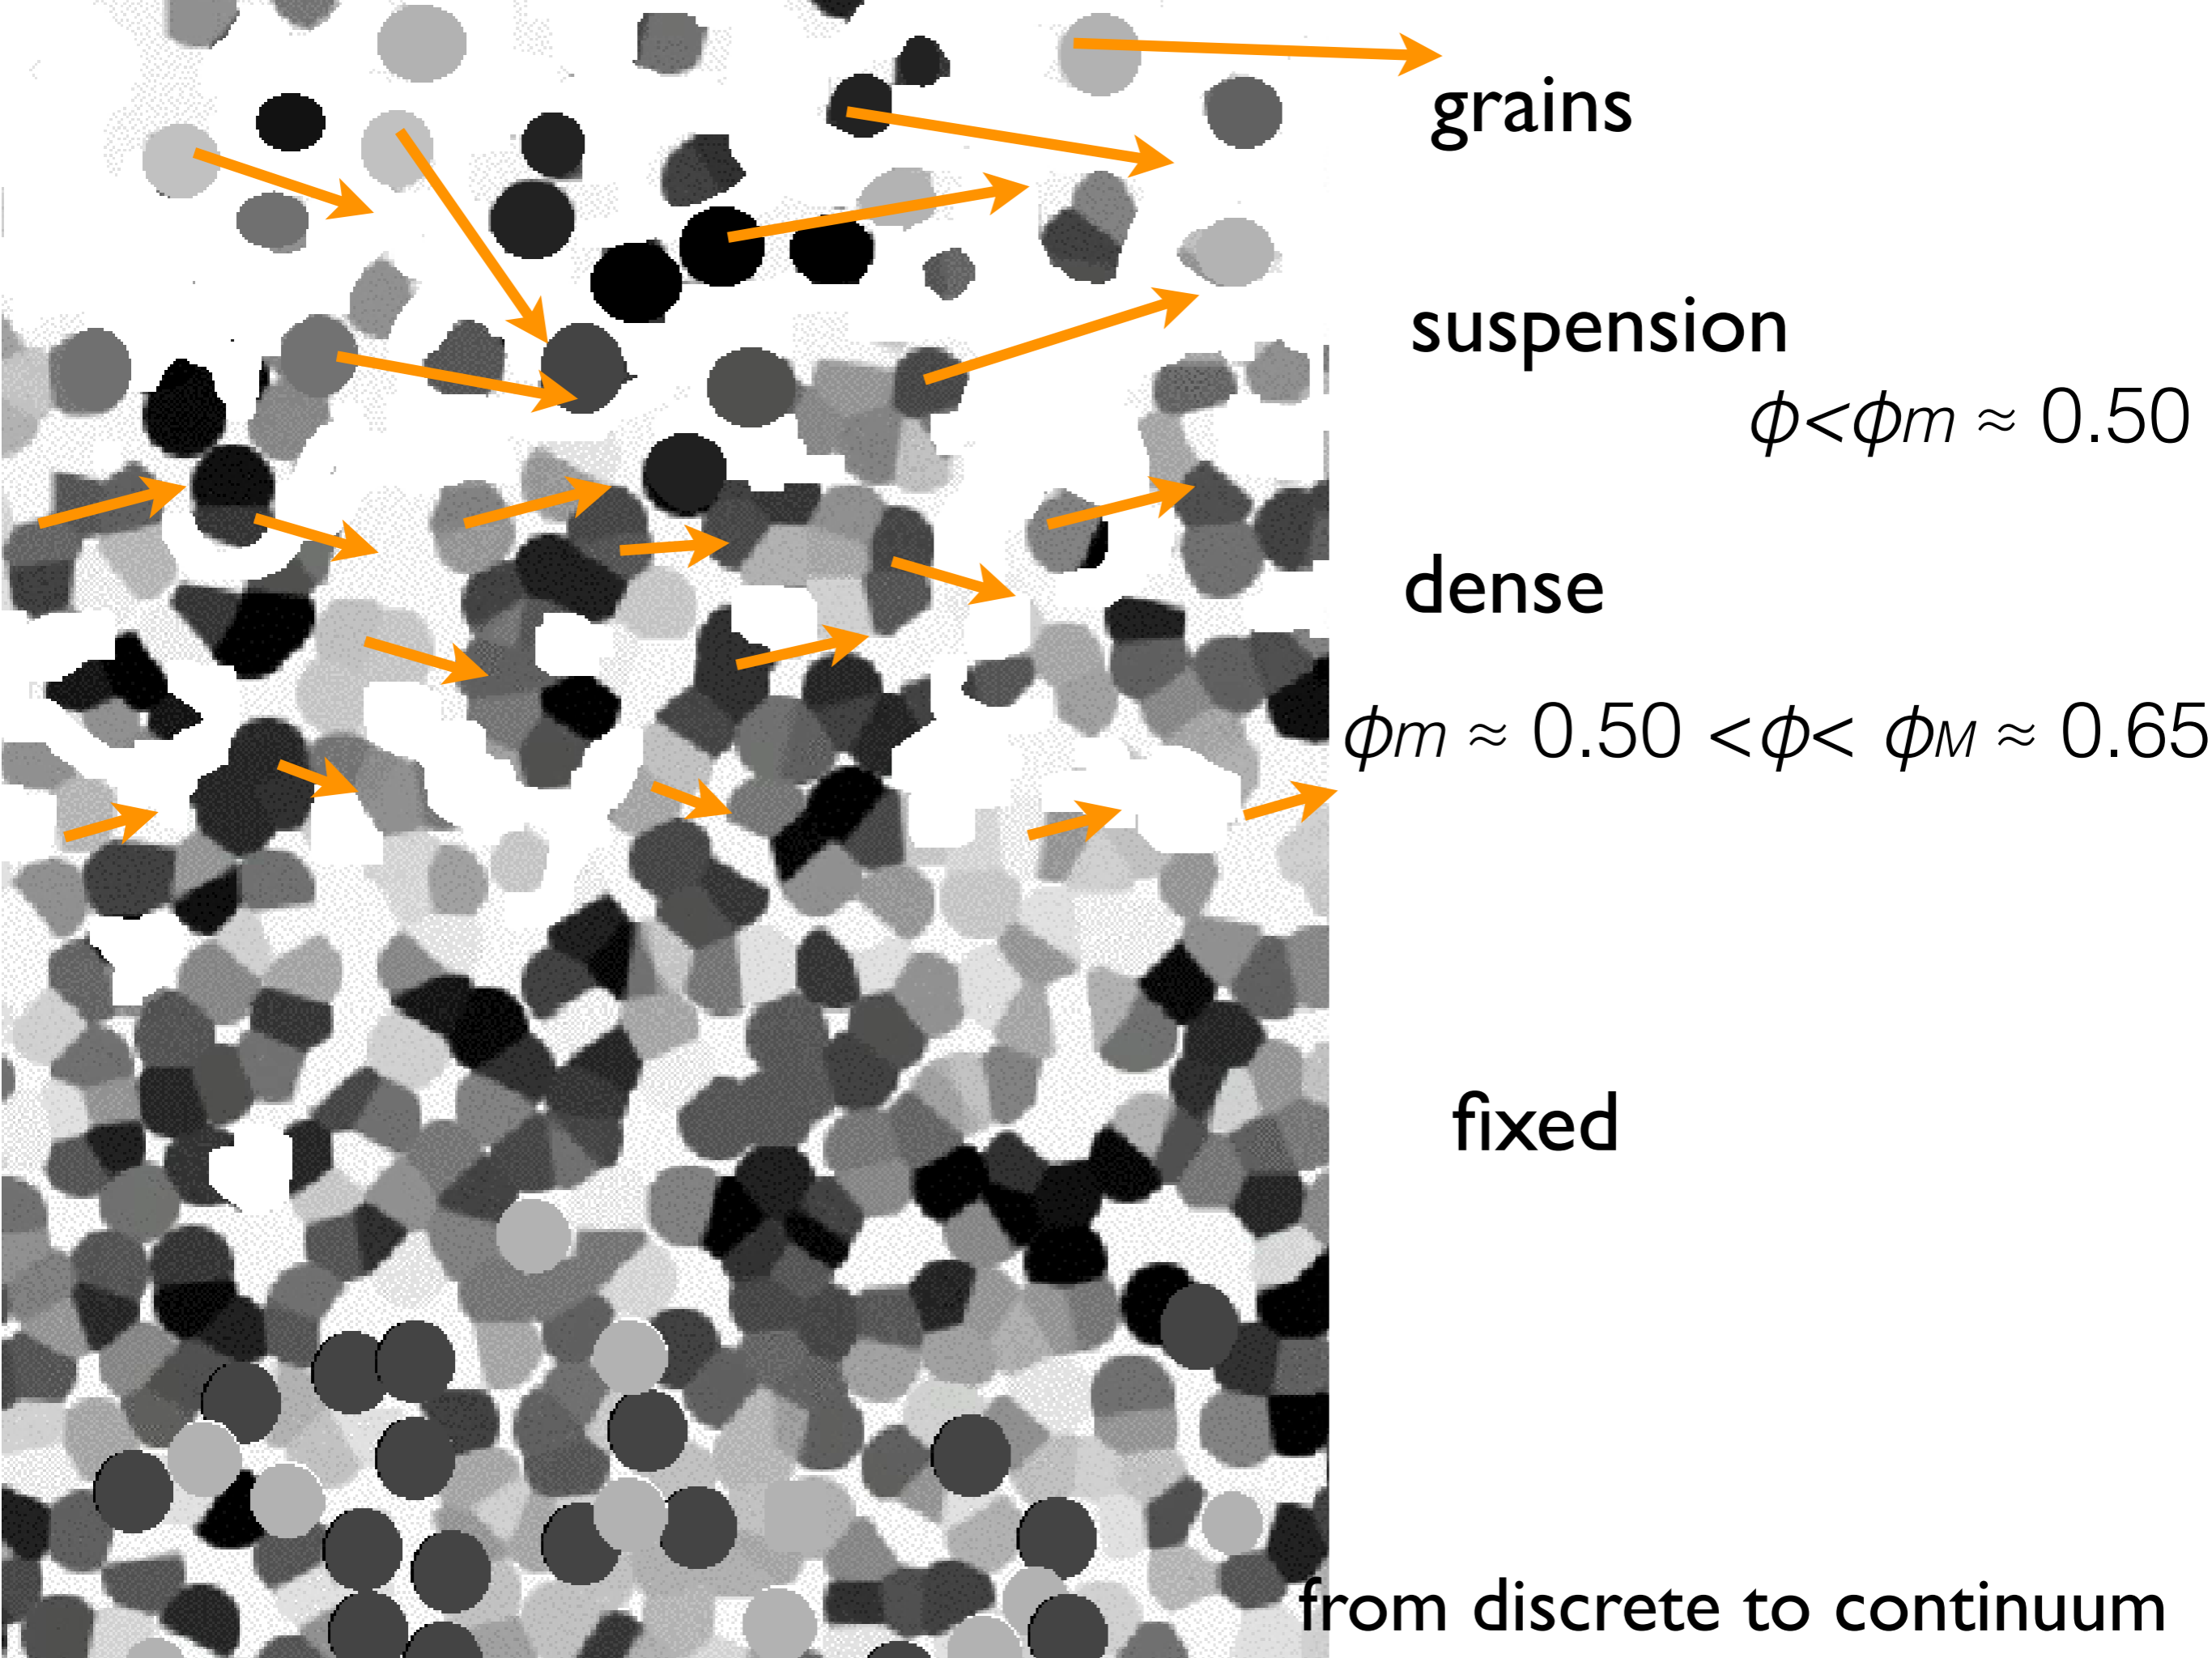 grains
suspension
ϕ<ϕm ≈ 0.50
dense
ϕm ≈ 0.50 <ϕ< ϕM ≈ 0.65
fixed
from discrete to continuum